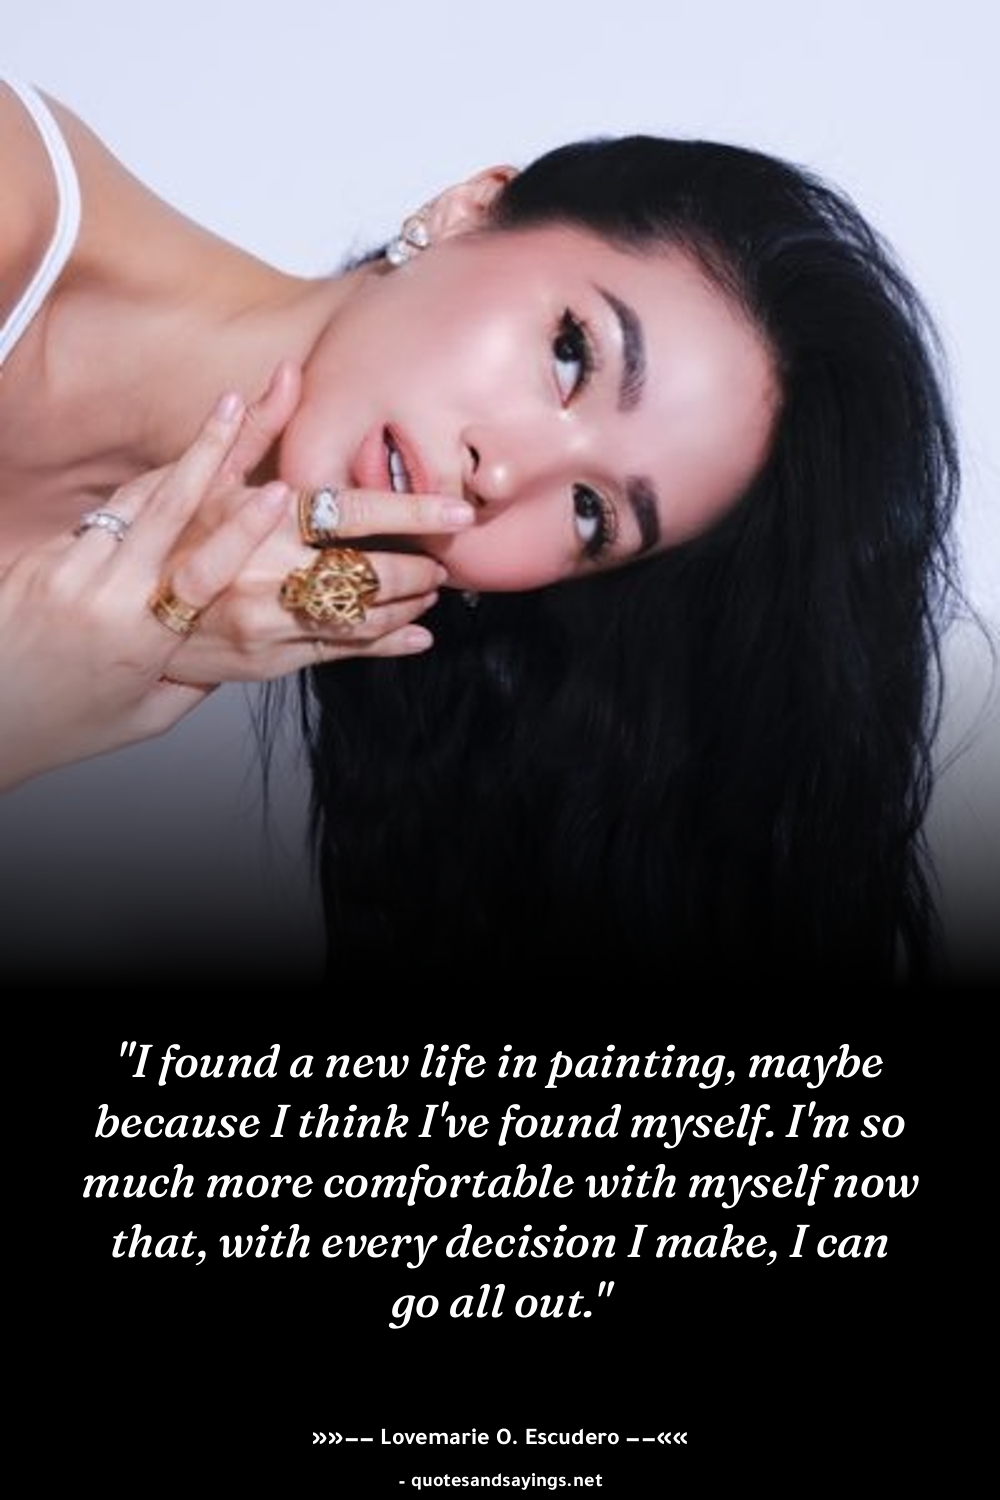 "I found a new life in painting, maybe
because I think I've found myself. I'm so
much more comfortable with myself now
that, with every decision I make, I can
go all out."
»»—— Lovemarie O. Escudero ——««
- quotesandsayings.net